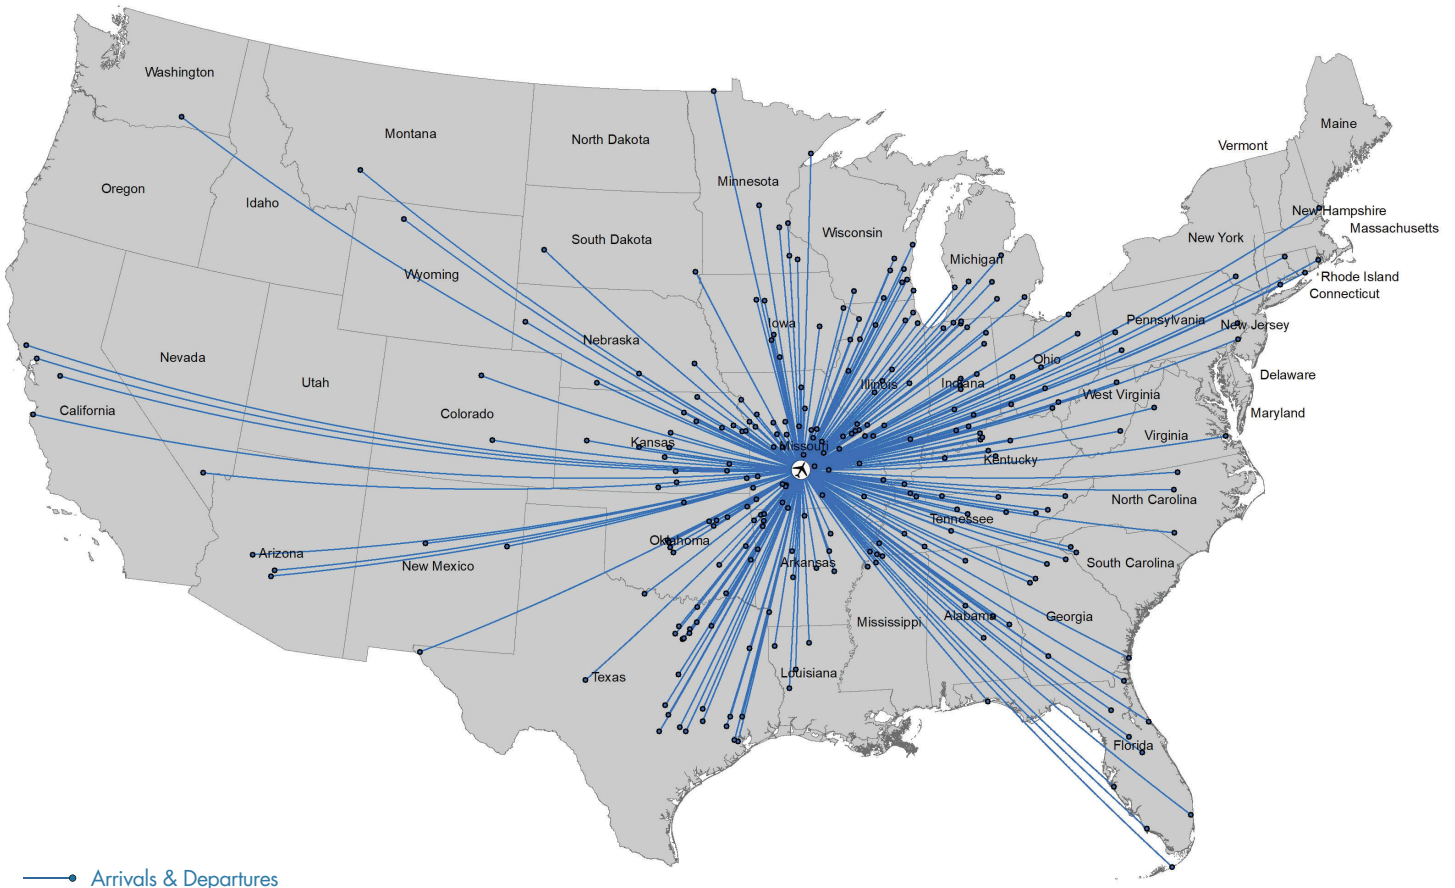 Washington
Maine
Montana
North Dakota
Vermont
Minnesota
Oregon
Idaho
New Hampshire
Massachusetts
Wisconsin
New York
South Dakota
Michigan
Wyoming
Rhode Island
Connecticut
Iowa
Pennsylvania
New Jersey
Nebraska
Nevada
Ohio
Utah
Illinois
Indiana
Delaware
West Virginia
California
Colorado
Maryland
Kansas
Missouri
Virginia
Kentucky
North Carolina
Tennessee
Oklahoma
Arizona
New Mexico
Arkansas
South Carolina
Alabama
Georgia
Mississippi
Texas
Louisiana
Florida
Arrivals & Departures